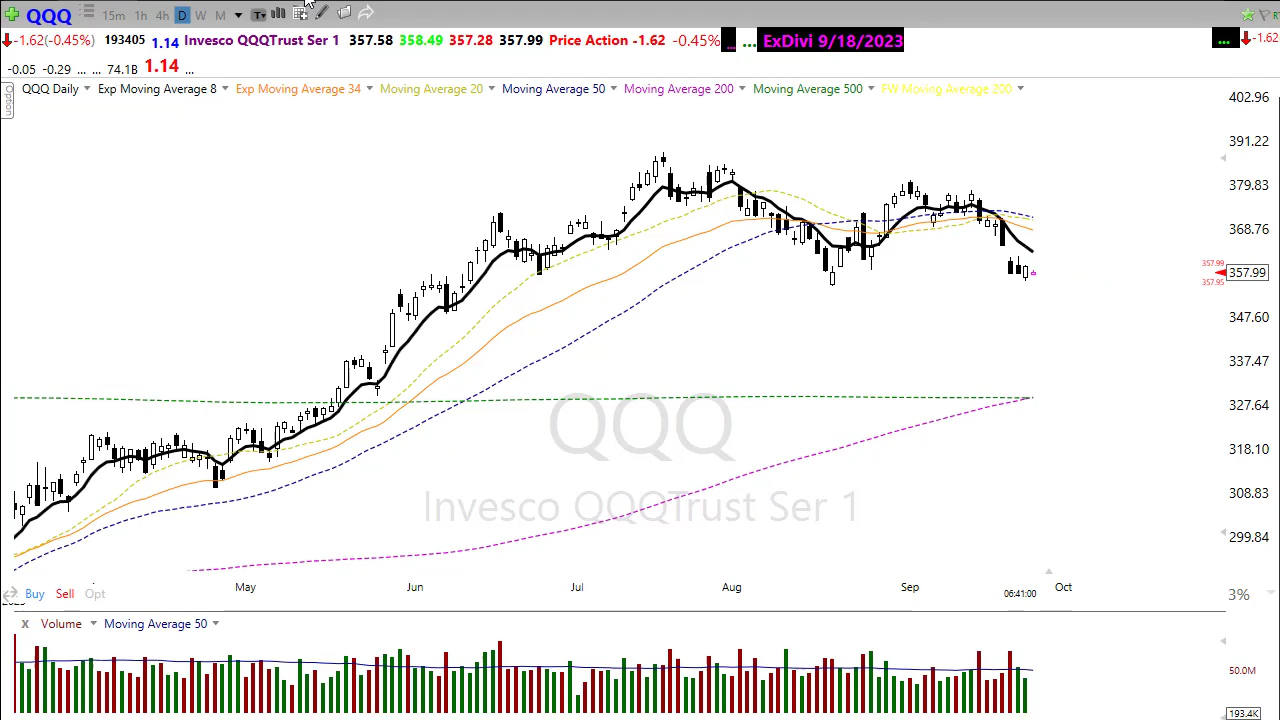 QQQ 15m 1h 4h D W M T
-1.62(-0.45%) 193405 1.14 Invesco QQQTrust Ser 1 357.58 358.49 357.28 357.99 Price Action -1.62 -0.45% ... ... ExDivi 9/18/2023 ... -1.62
-0.05 -0.29 ... ... 74.1B 1.14 ...
Option
QQQ Daily Exp Moving Average 8 Exp Moving Average 34 Moving Average 20 Moving Average 50 Moving Average 200 Moving Average 500 FW Moving Average 200
402.96
391.22
379.83
368.76
357.99
357.99
357.95
347.60
337.47
327.64
318.10
308.83
299.84
QQQ
Invesco QQQTrust Ser 1
May Jun Jul Aug Sep Oct
06:41:00
Buy Sell Opt
3%
X Volume Moving Average 50
50.0M
193.4K